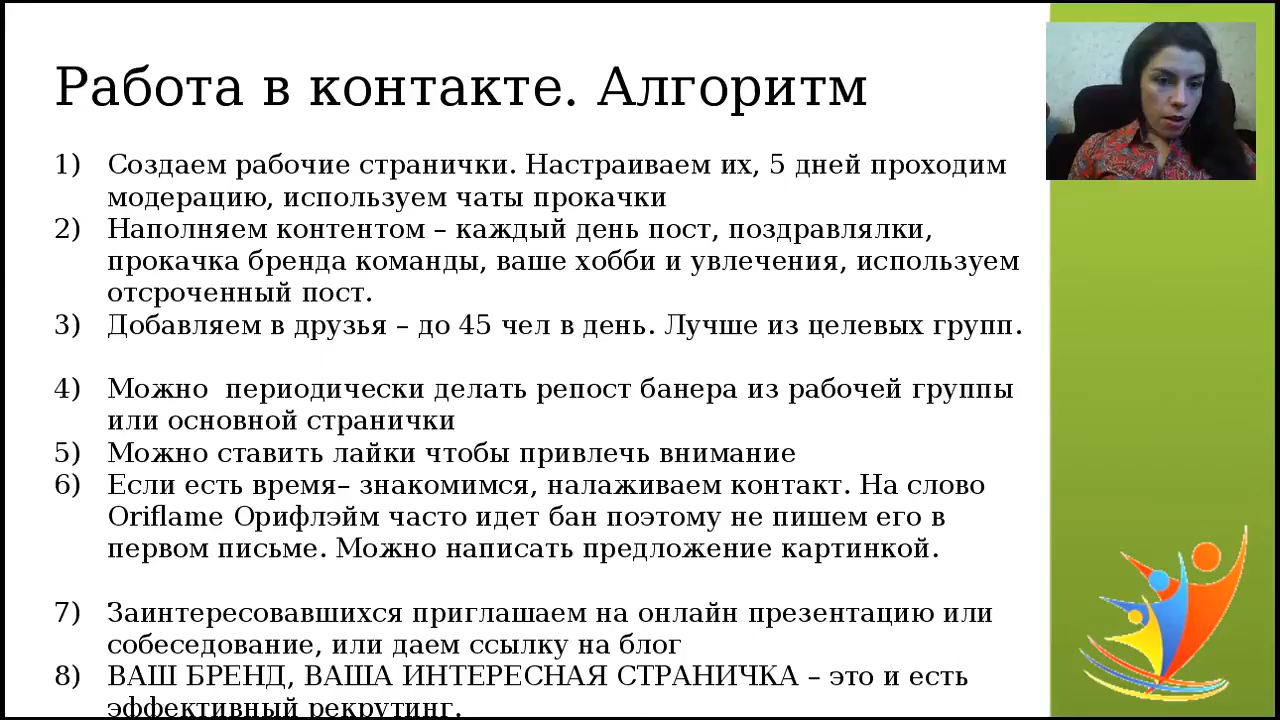 Работа в контакте. Алгоритм
1) Создаем рабочие странички. Настраиваем их, 5 дней проходим
модерацию, используем чаты прокачки
2) Наполняем контентом – каждый день пост, поздравлялки,
прокачка бренда команды, ваше хобби и увлечения, используем
отсроченный пост.
3) Добавляем в друзья – до 45 чел в день. Лучше из целевых групп.
4) Можно  периодически делать репост банера из рабочей группы
или основной странички
5) Можно ставить лайки чтобы привлечь внимание
6) Если есть время– знакомимся, налаживаем контакт. На слово
Oriflame Орифлэйм часто идет бан поэтому не пишем его в
первом письме. Можно написать предложение картинкой.
7) Заинтересовавшихся приглашаем на онлайн презентацию или
собеседование, или даем ссылку на блог
8) ВАШ БРЕНД, ВАША ИНТЕРЕСНАЯ СТРАНИЧКА – это и есть
эффективный рекрутинг.